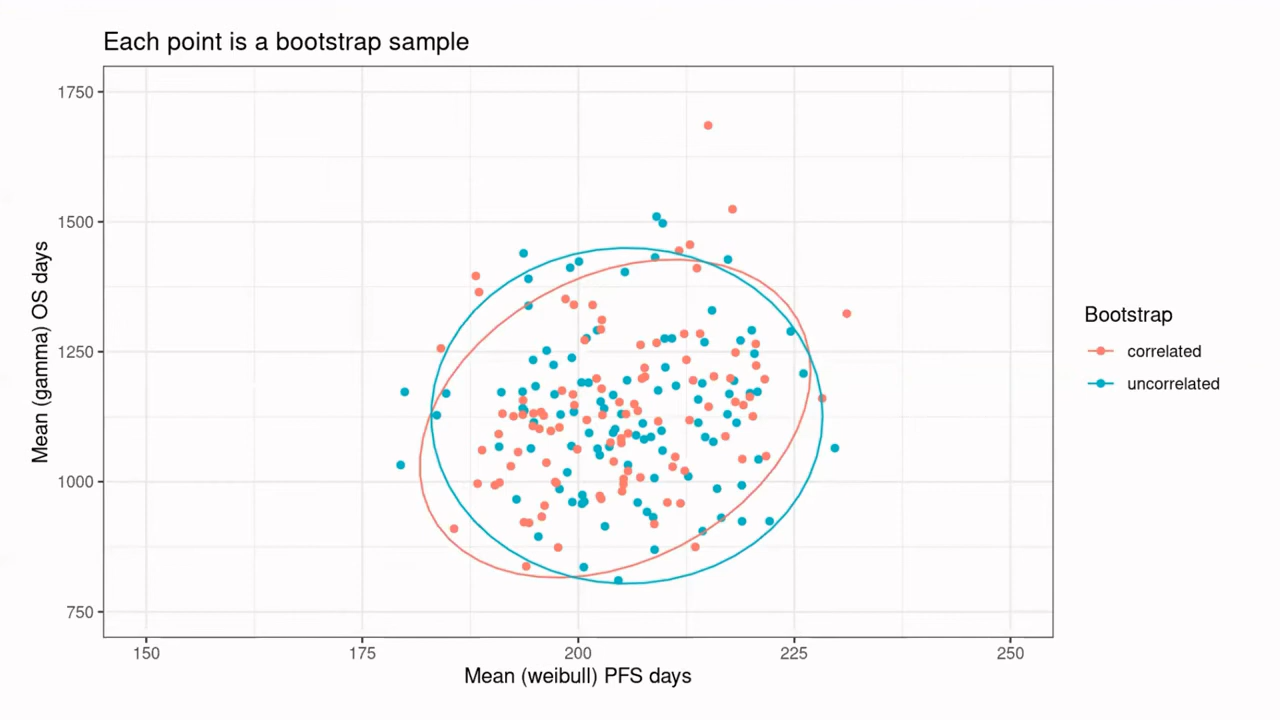 Each point is a bootstrap sample
1750
1500
1250
1000
750
Mean (gamma) OS days
150 175 200 225 250
Mean (weibull) PFS days
Bootstrap
correlated
uncorrelated